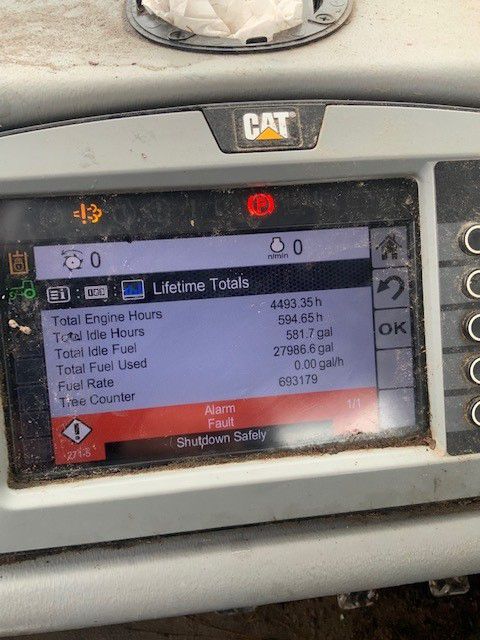 CAT
0
n/min 0
Lifetime Totals
Total Engine Hours 4493.35 h
Total Idle Hours 594.65 h
Total Idle Fuel 581.7 gal
Total Fuel Used 27986.6 gal
Fuel Rate 0.00 gal/h
Tree Counter 693179
OK
Alarm 1/1
Fault
Shutdown Safely
271-5